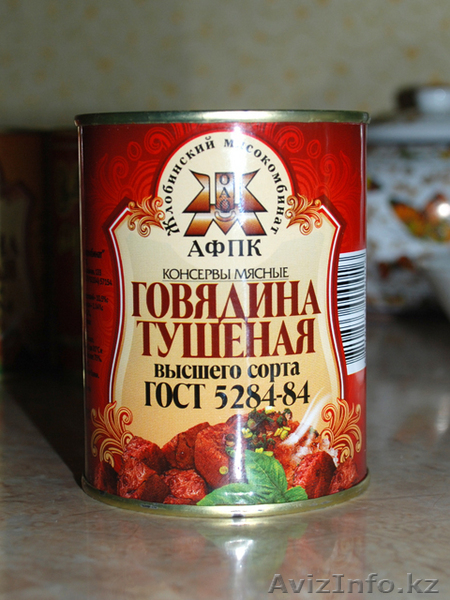 Жлобинский мясокомбинат
АФПК
КОНСЕРВЫ МЯСНЫЕ
ГОВЯДИНА
ТУШЕНАЯ
высшего сорта
ГОСТ 5284-84
AvizInfo.kz